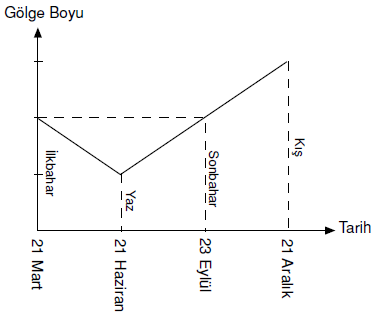 Gölge Boyu
İlkbahar
Yaz
Sonbahar
Kış
Tarih
21 Mart
21 Haziran
23 Eylül
21 Aralık